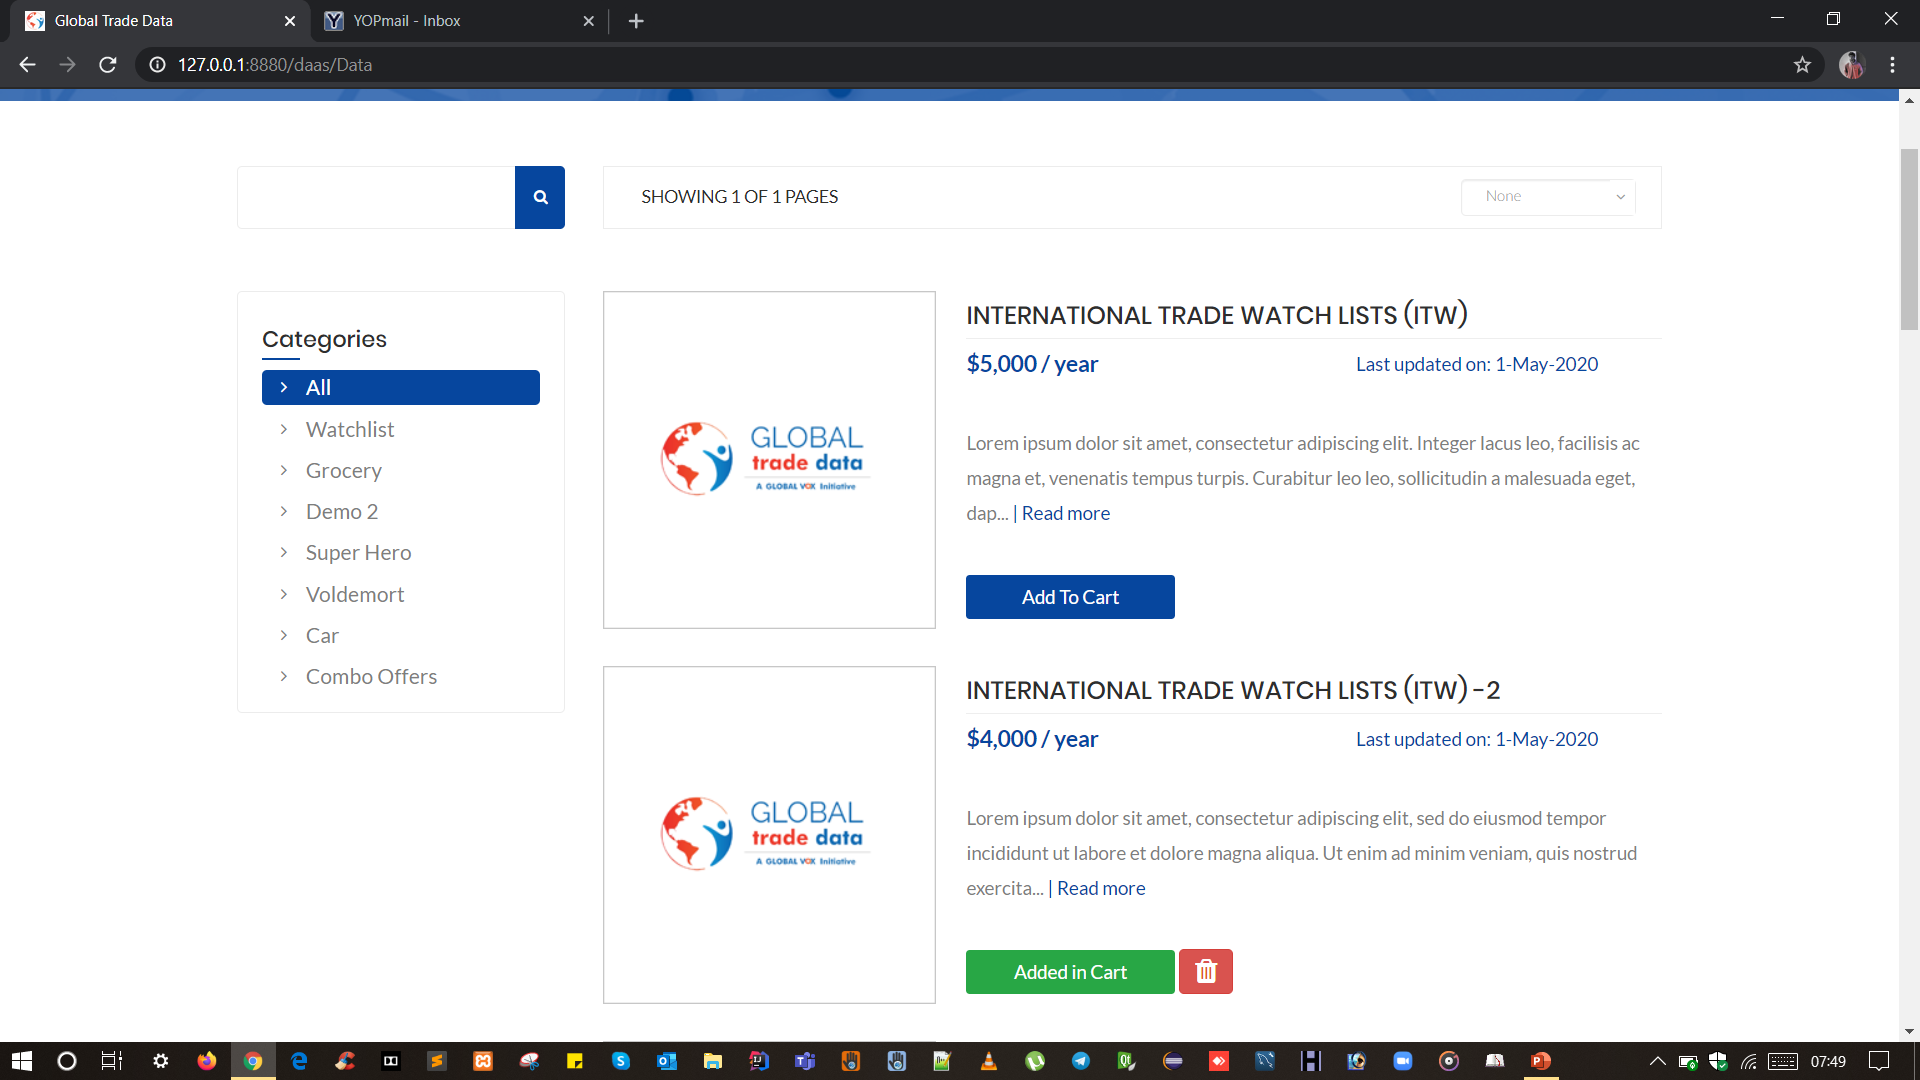 Global Trade Data
YOPmail - Inbox
127.0.0.1:8880/daas/Data
SHOWING 1 OF 1 PAGES
None
Categories
All
Watchlist
Grocery
Demo 2
Super Hero
Voldemort
Car
Combo Offers
GLOBAL
trade data
A GLOBAL VOX Initiative
INTERNATIONAL TRADE WATCH LISTS (ITW)
$5,000 / year
Last updated on: 1-May-2020
Lorem ipsum dolor sit amet, consectetur adipiscing elit. Integer lacus leo, facilisis ac
magna et, venenatis tempus turpis. Curabitur leo leo, sollicitudin a malesuada eget,
dap... | Read more
Add To Cart
GLOBAL
trade data
A GLOBAL VOX Initiative
INTERNATIONAL TRADE WATCH LISTS (ITW) -2
$4,000 / year
Last updated on: 1-May-2020
Lorem ipsum dolor sit amet, consectetur adipiscing elit, sed do eiusmod tempor
incididunt ut labore et dolore magna aliqua. Ut enim ad minim veniam, quis nostrud
exercita... | Read more
Added in Cart
07:49